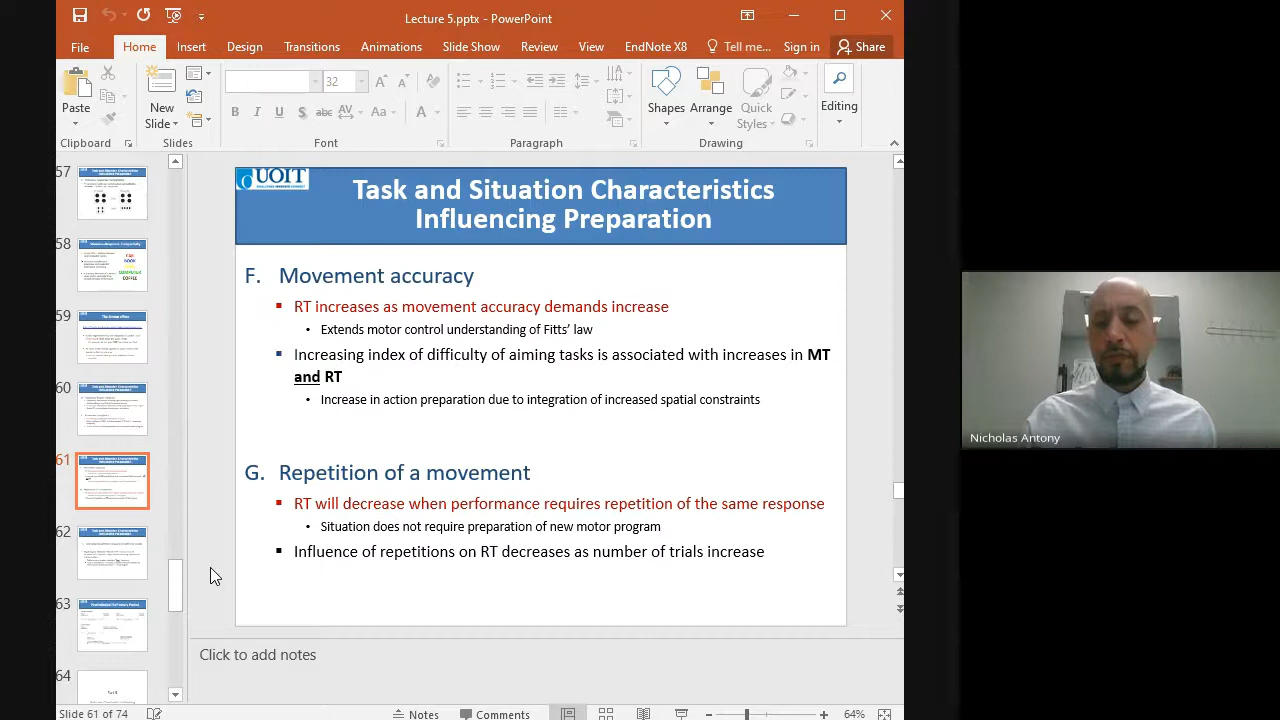 Lecture 5.pptx - PowerPoint
File Home Insert Design Transitions Animations Slide Show Review View EndNote X8 Tell me... Sign in Share
32
Paste
New
Slide
B I U S abc AV Aa A
Shapes Arrange Quick
Styles
Editing
Clipboard Slides Font Paragraph Drawing
57
58
59
60
61
62
63
64
UOIT
Task and Situation Characteristics
Influencing Preparation
F. Movement accuracy
RT increases as movement accuracy demands increase
• Extends motor control understanding of Fitts' law
Increasing index of difficulty of aiming tasks is associated with increases in MT
and RT
• Increased action preparation due to migration of increased spatial constraints
G. Repetition of a movement
RT will decrease when performance requires repetition of the same response
• Situation does not require preparation of new motor program
Influence of repetition on RT decreases as number of trials increase
Click to add notes
Slide 61 of 74
Notes Comments
64%
Nicholas Antony